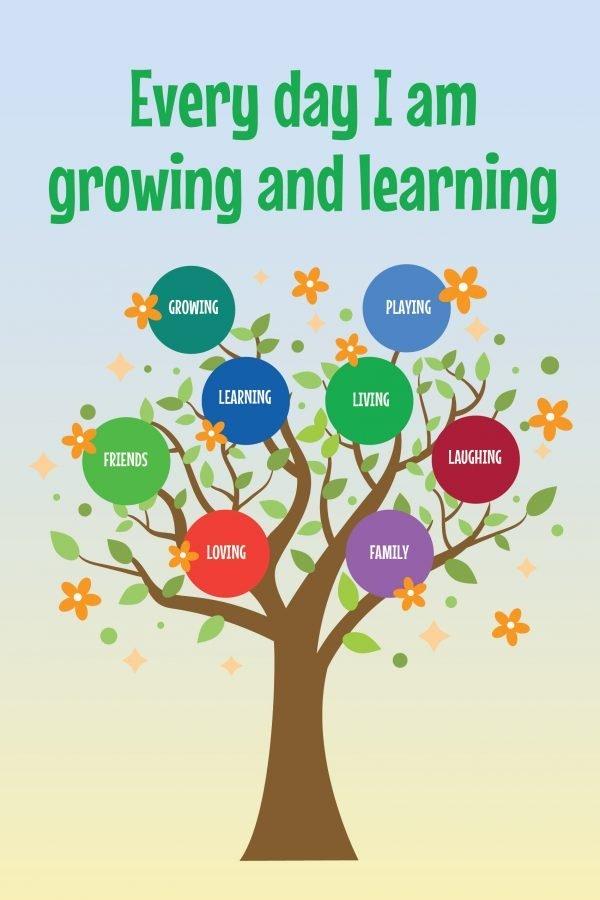 Every day I am
growing and learning
GROWING
PLAYING
LEARNING
LIVING
FRIENDS
LAUGHING
LOVING
FAMILY